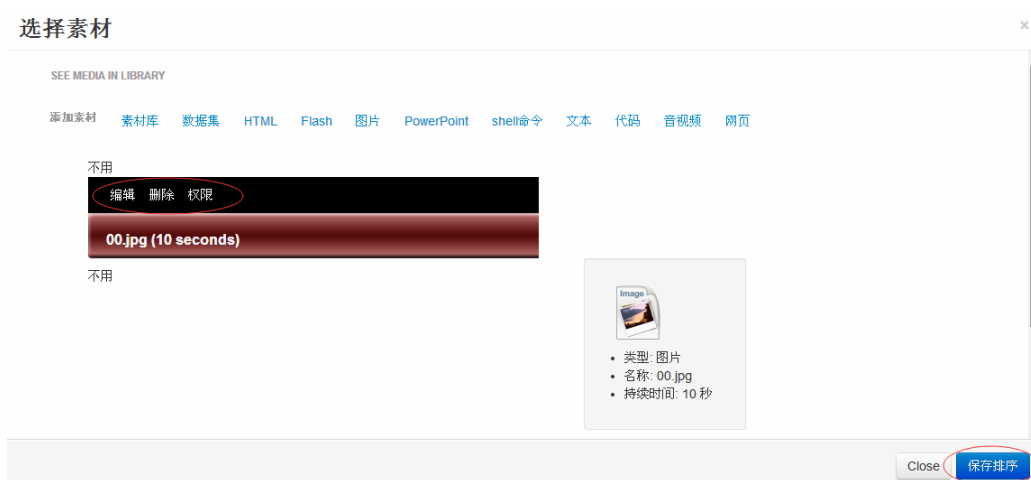 选择素材
×
SEE MEDIA IN LIBRARY
添加素材 素材库 数据集 HTML Flash 图片 PowerPoint shell命令 文本 代码 音视频 网页
不用
编辑 删除 权限
00.jpg (10 seconds)
不用
Image
类型: 图片
名称: 00.jpg
持续时间: 10 秒
Close 保存排序